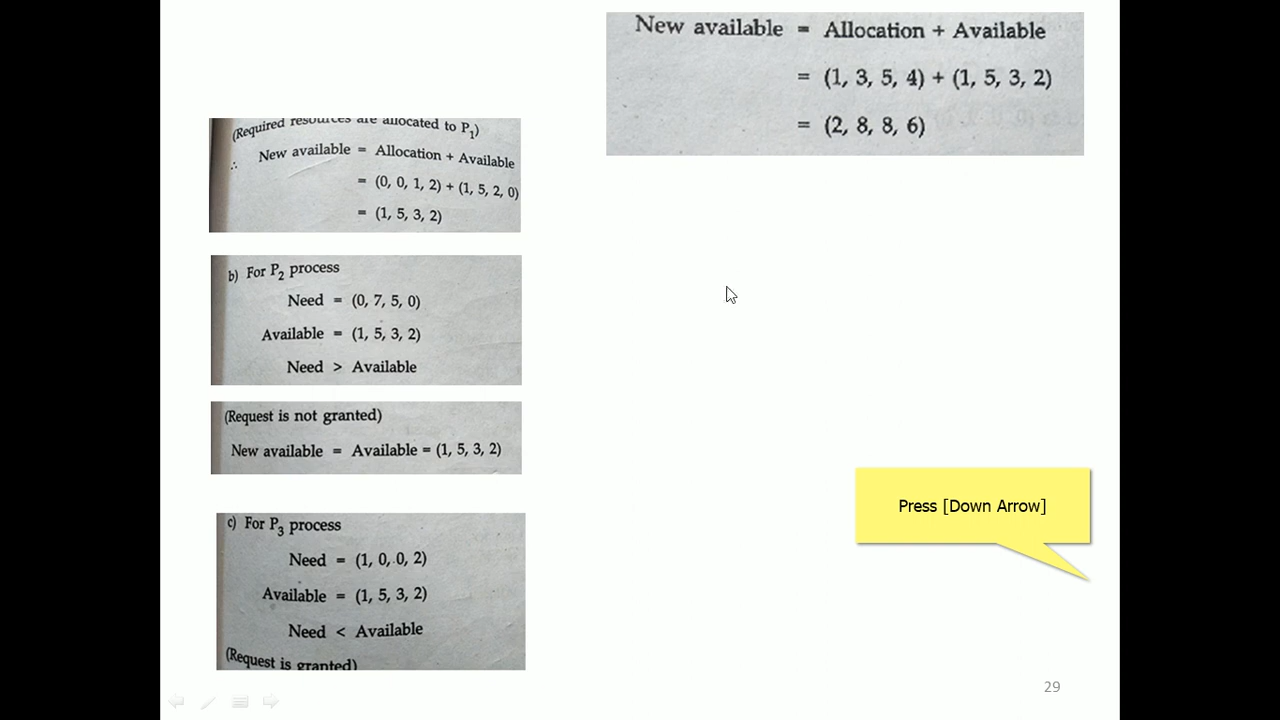 (Required resources are allocated to P₁)
∴ New available = Allocation + Available
= (0, 0, 1, 2) + (1, 5, 2, 0)
= (1, 5, 3, 2)
b) For P₂ process
Need = (0, 7, 5, 0)
Available = (1, 5, 3, 2)
Need > Available
(Request is not granted)
New available = Available = (1, 5, 3, 2)
c) For P₃ process
Need = (1, 0, 0, 2)
Available = (1, 5, 3, 2)
Need < Available
(Request is granted)
New available = Allocation + Available
= (1, 3, 5, 4) + (1, 5, 3, 2)
= (2, 8, 8, 6)
Press [Down Arrow]
29